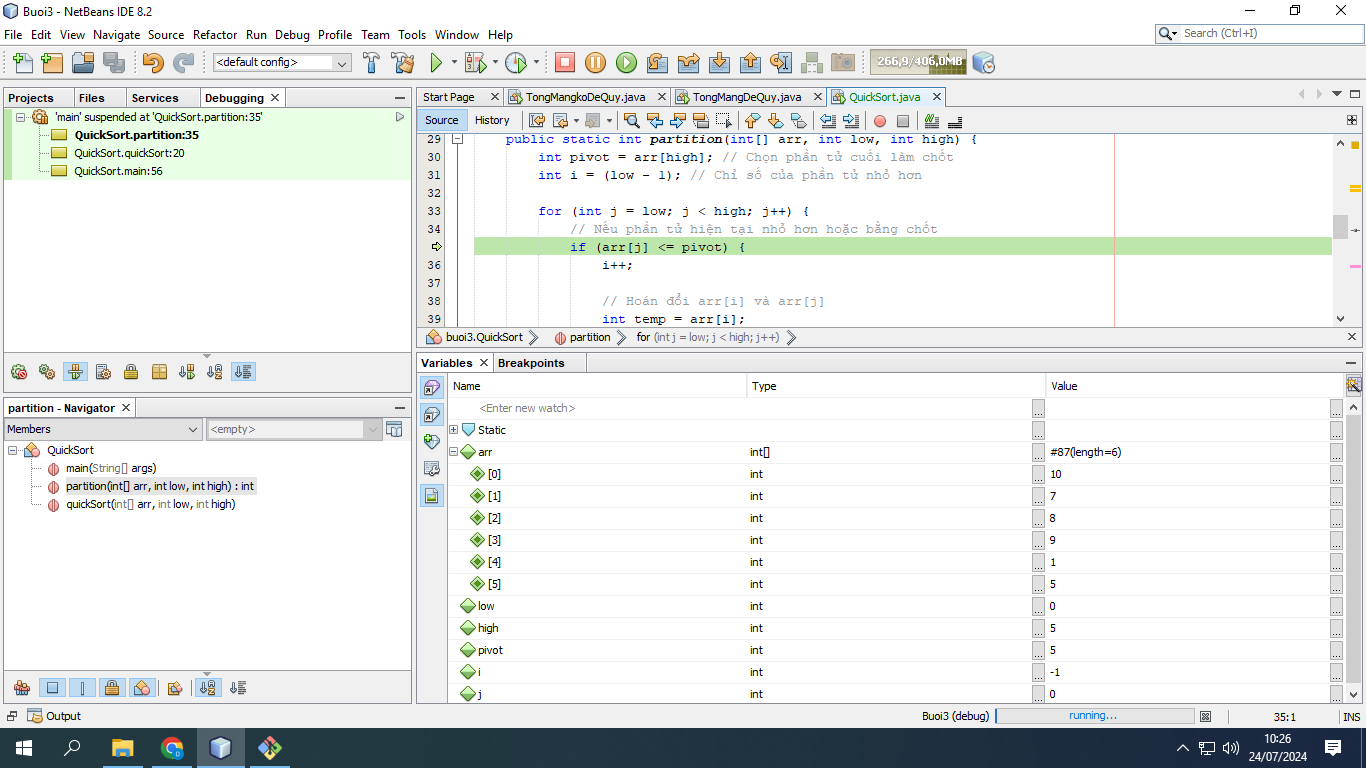 Buoi3 - NetBeans IDE 8.2
File Edit View Navigate Source Refactor Run Debug Profile Team Tools Window Help
Search (Ctrl+I)
<default config>
266,9/406,0MB
Projects Files Services Debugging
'main' suspended at 'QuickSort.partition:35'
QuickSort.partition:35
QuickSort.quickSort:20
QuickSort.main:56
partition - Navigator
Members
<empty>
QuickSort
main(String[] args)
partition(int[] arr, int low, int high) : int
quickSort(int[] arr, int low, int high)
Start Page TongMangkoDeQuy.java TongMangDeQuy.java QuickSort.java
Source History
29 public static int partition(int[] arr, int low, int high) {
30 int pivot = arr[high]; // Chọn phần tử cuối làm chốt
31 int i = (low - 1); // Chỉ số của phần tử nhỏ hơn
32
33 for (int j = low; j < high; j++) {
34 // Nếu phần tử hiện tại nhỏ hơn hoặc bằng chốt
if (arr[j] <= pivot) {
36 i++;
37
38 // Hoán đổi arr[i] và arr[j]
39 int temp = arr[i];
buoi3.QuickSort partition for (int j = low; j < high; j++)
Variables Breakpoints
Name Type Value
<Enter new watch>
Static
arr int[] #87(length=6)
[0] int 10
[1] int 7
[2] int 8
[3] int 9
[4] int 1
[5] int 5
low int 0
high int 5
pivot int 5
i int -1
j int 0
Output
Buoi3 (debug) running... 35:1 INS
10:26
24/07/2024